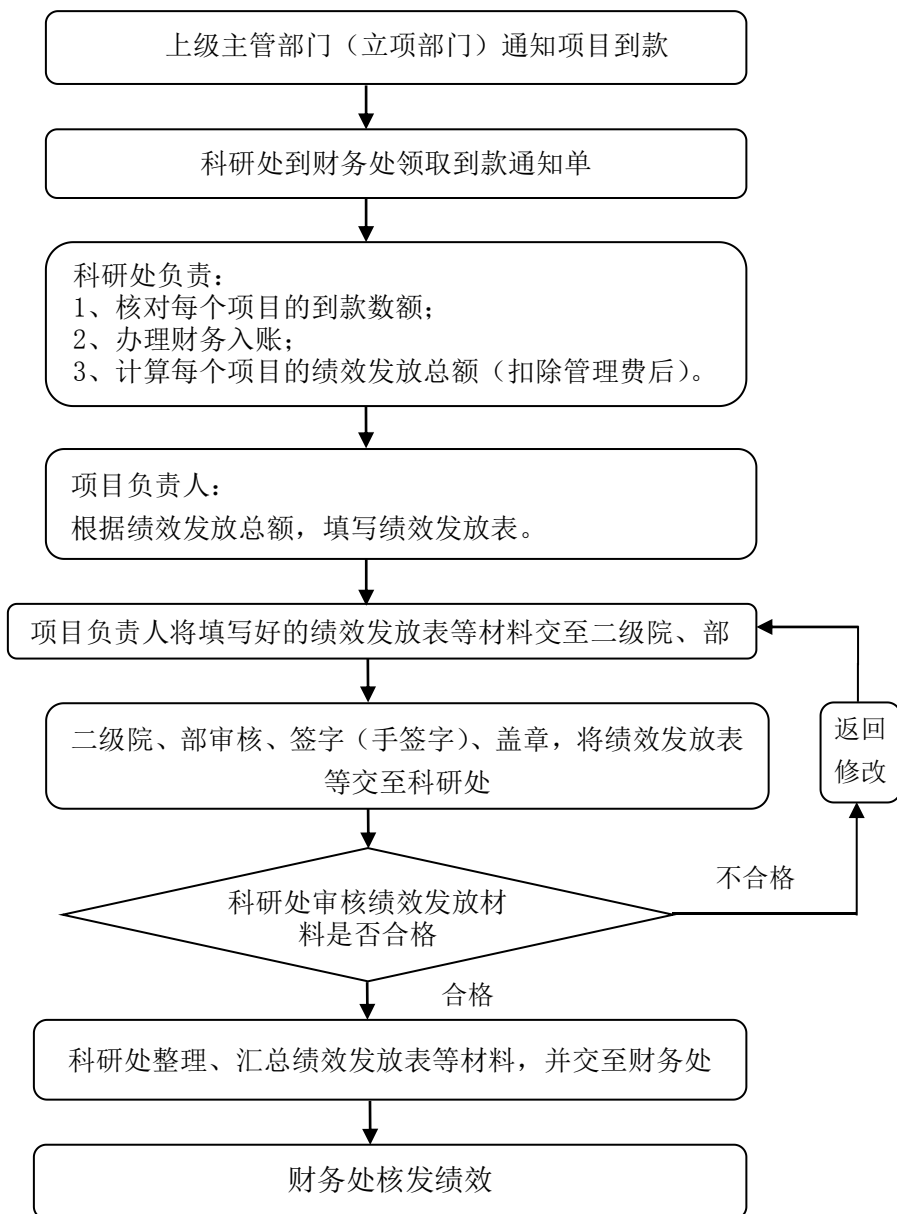 上级主管部门（立项部门）通知项目到款
科研处到财务处领取到款通知单
科研处负责：
1、核对每个项目的到款数额；
2、办理财务入账；
3、计算每个项目的绩效发放总额（扣除管理费后）。
项目负责人：
根据绩效发放总额，填写绩效发放表。
项目负责人将填写好的绩效发放表等材料交至二级院、部
二级院、部审核、签字（手签字）、盖章，将绩效发放表
等交至科研处
返回
修改
科研处审核绩效发放材
料是否合格
不合格
合格
科研处整理、汇总绩效发放表等材料，并交至财务处
财务处核发绩效